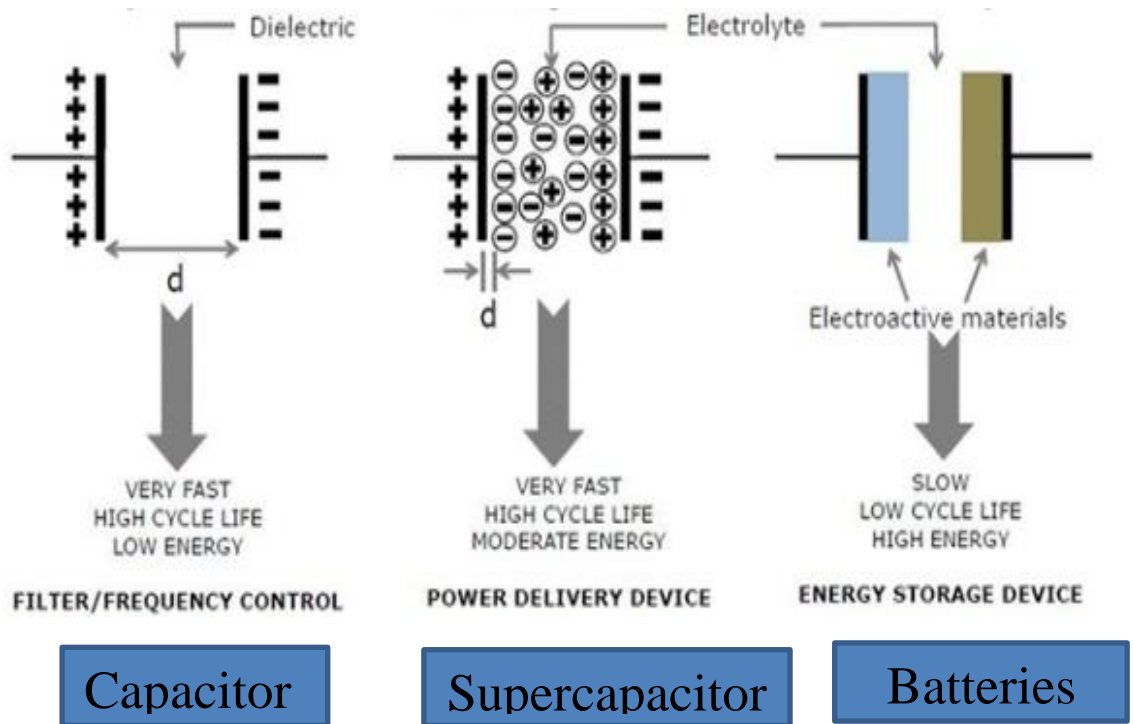 Dielectric
Electrolyte
+ − + − + −
d
d
Electroactive materials
VERY FAST
HIGH CYCLE LIFE
LOW ENERGY
VERY FAST
HIGH CYCLE LIFE
MODERATE ENERGY
SLOW
LOW CYCLE LIFE
HIGH ENERGY
FILTER/FREQUENCY CONTROL
POWER DELIVERY DEVICE
ENERGY STORAGE DEVICE
Capacitor
Supercapacitor
Batteries